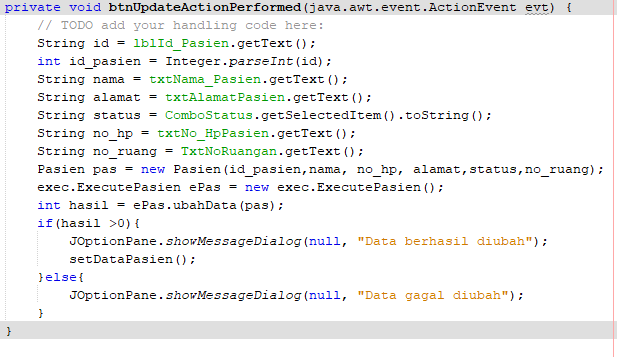 private void btnUpdateActionPerformed(java.awt.event.ActionEvent evt) {
// TODO add your handling code here:
String id = lblId_Pasien.getText();
int id_pasien = Integer.parseInt(id);
String nama = txtNama_Pasien.getText();
String alamat = txtAlamatPasien.getText();
String status = ComboStatus.getSelectedItem().toString();
String no_hp = txtNo_HpPasien.getText();
String no_ruang = TxtNoRuangan.getText();
Pasien pas = new Pasien(id_pasien,nama, no_hp, alamat,status,no_ruang);
exec.ExecutePasien ePas = new exec.ExecutePasien();
int hasil = ePas.ubahData(pas);
if(hasil >0){
JOptionPane.showMessageDialog(null, "Data berhasil diubah");
setDataPasien();
}else{
JOptionPane.showMessageDialog(null, "Data gagal diubah");
}
}